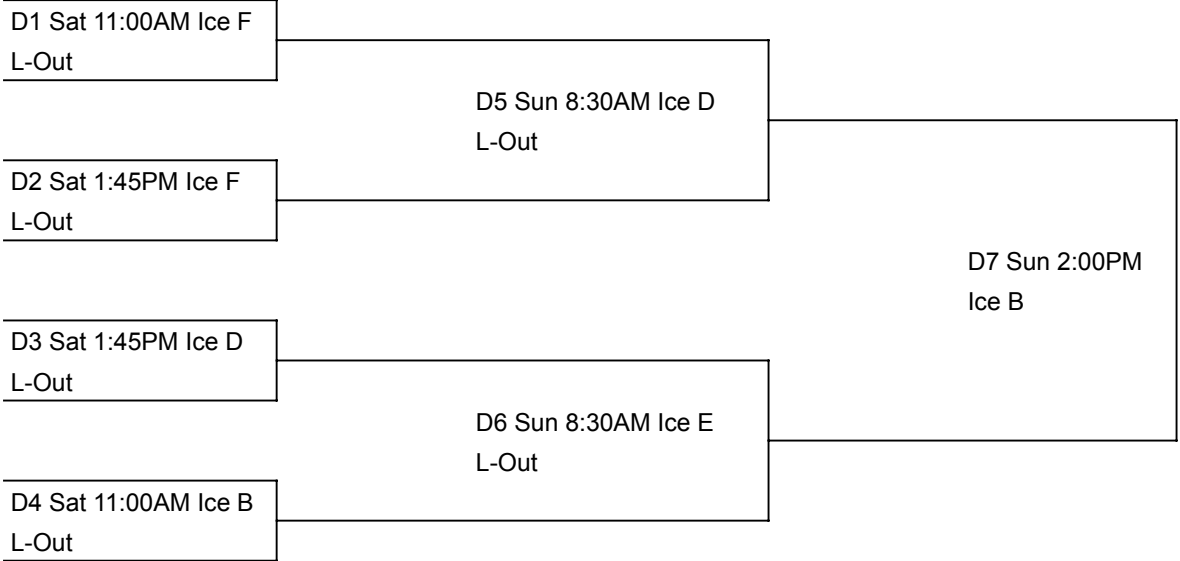 D1 Sat 11:00AM Ice F
L-Out
D5 Sun 8:30AM Ice D
L-Out
D2 Sat 1:45PM Ice F
L-Out
D7 Sun 2:00PM
Ice B
D3 Sat 1:45PM Ice D
L-Out
D6 Sun 8:30AM Ice E
L-Out
D4 Sat 11:00AM Ice B
L-Out